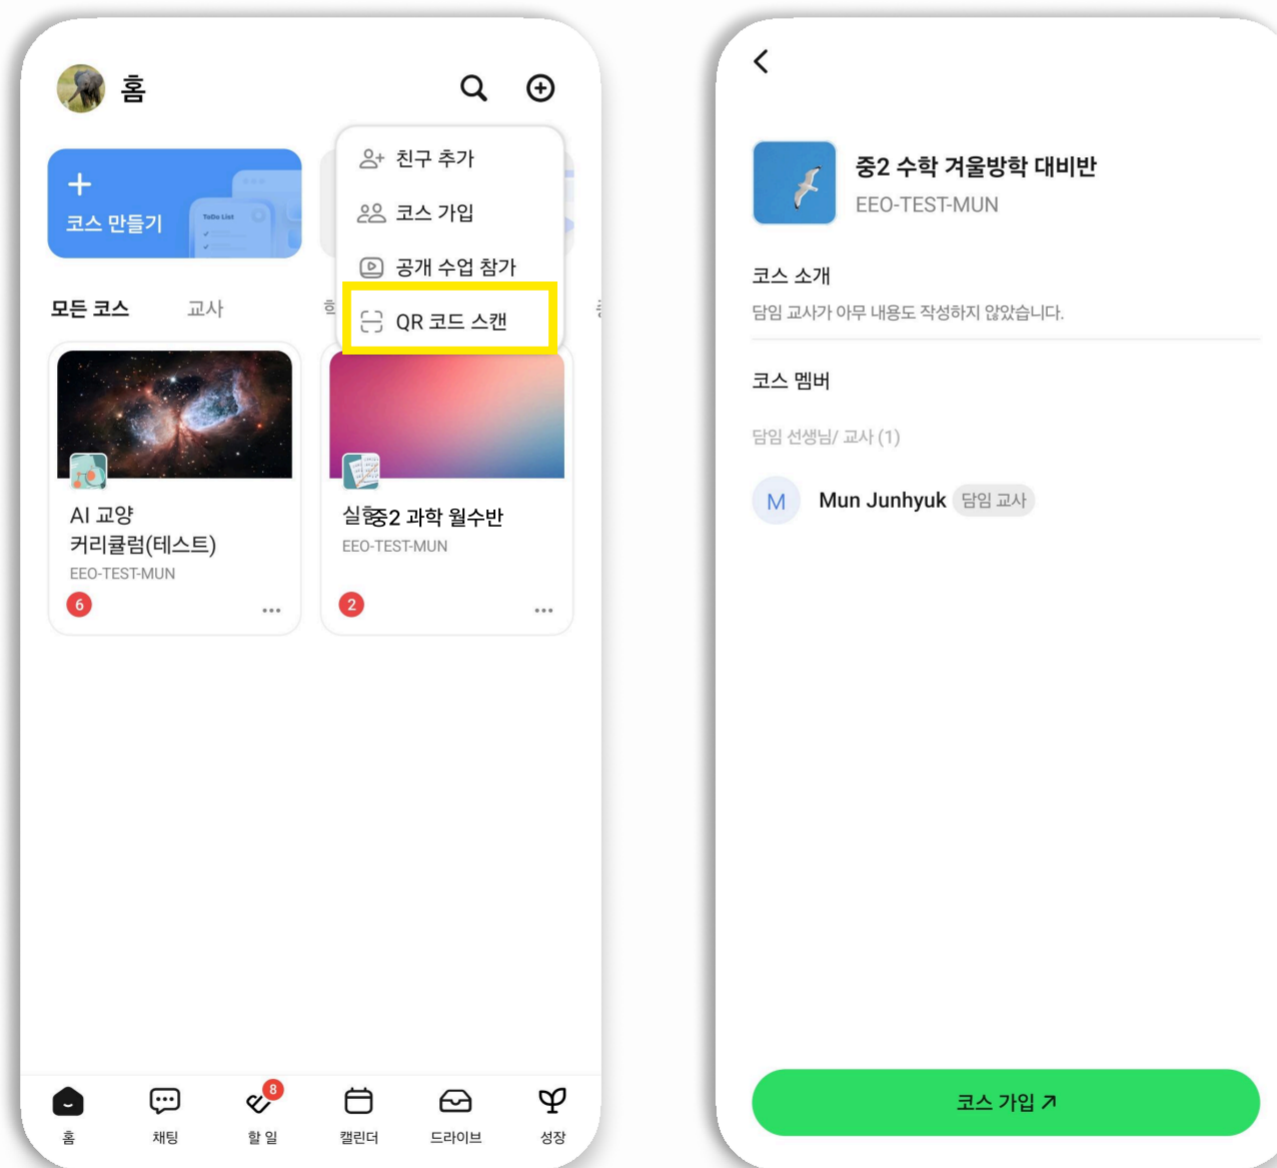 홈
친구 추가
코스 가입
공개 수업 참가
QR 코드 스캔
코스 만들기
ToDo List
모든 코스
교사
AI 교양
커리큘럼(테스트)
EEO-TEST-MUN
6
중2 과학 월수반
EEO-TEST-MUN
2
홈
채팅
8
할 일
캘린더
드라이브
성장
중2 수학 겨울방학 대비반
EEO-TEST-MUN
코스 소개
담임 교사가 아무 내용도 작성하지 않았습니다.
코스 멤버
담임 선생님/ 교사 (1)
M
Mun Junhyuk 담임 교사
코스 가입